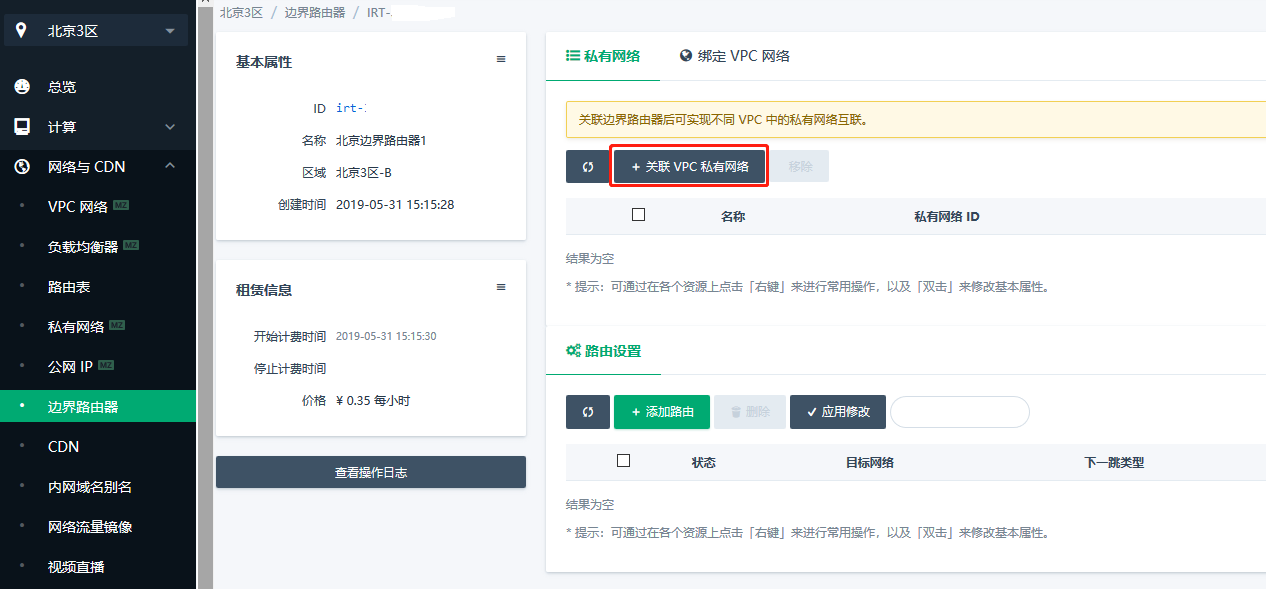 北京3区
总览
计算
网络与 CDN
VPC 网络 MZ
负载均衡器 MZ
路由表
私有网络 MZ
公网 IP MZ
边界路由器
CDN
内网域名别名
网络流量镜像
视频直播
北京3区 / 边界路由器 / IRT-
基本属性
ID irt-
名称 北京边界路由器1
区域 北京3区-B
创建时间 2019-05-31 15:15:28
租赁信息
开始计费时间 2019-05-31 15:15:30
停止计费时间
价格 ¥ 0.35 每小时
查看操作日志
私有网络 绑定 VPC 网络
关联边界路由器后可实现不同 VPC 中的私有网络互联。
+ 关联 VPC 私有网络 移除
名称 私有网络 ID
结果为空
* 提示：可通过在各个资源上点击「右键」来进行常用操作，以及「双击」来修改基本属性。
路由设置
+ 添加路由 删除 应用修改
状态 目标网络 下一跳类型
结果为空
* 提示：可通过在各个资源上点击「右键」来进行常用操作，以及「双击」来修改基本属性。